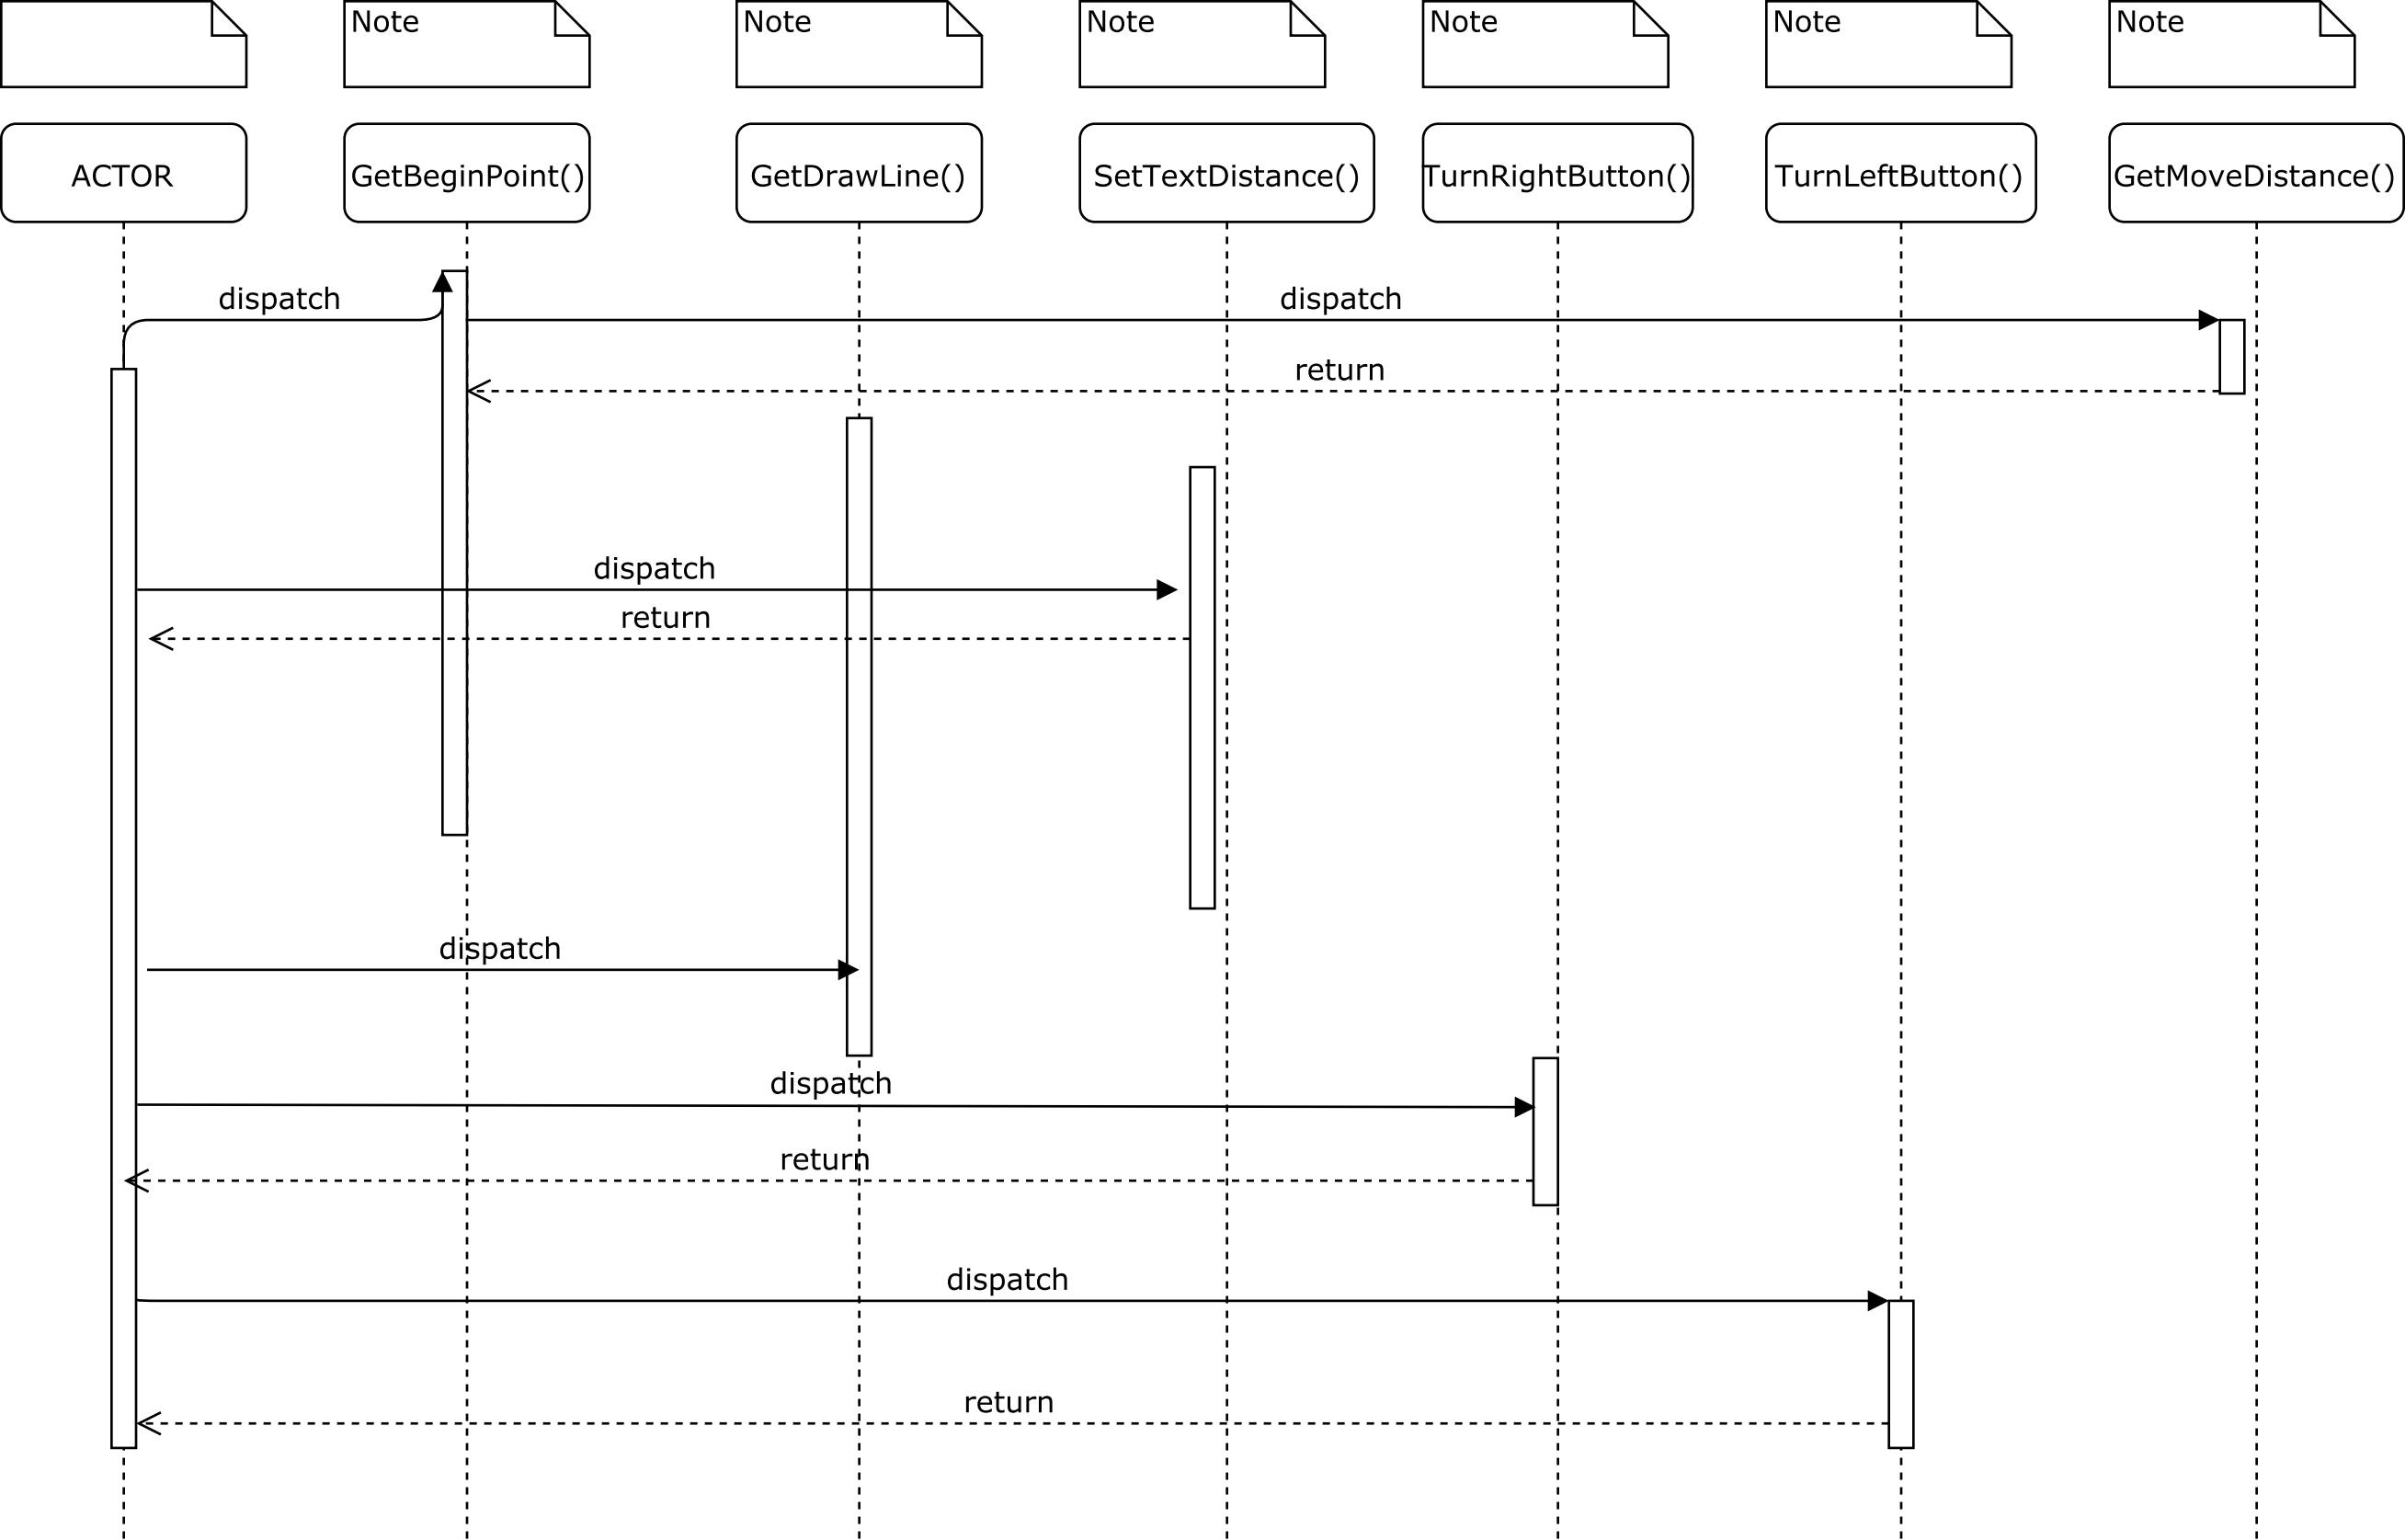 Note
Note
Note
Note
Note
Note
ACTOR
GetBeginPoint()
GetDrawLine()
SetTextDistance()
TurnRightButton()
TurnLeftButton()
GetMoveDistance()
dispatch
dispatch
return
dispatch
return
dispatch
dispatch
return
dispatch
return